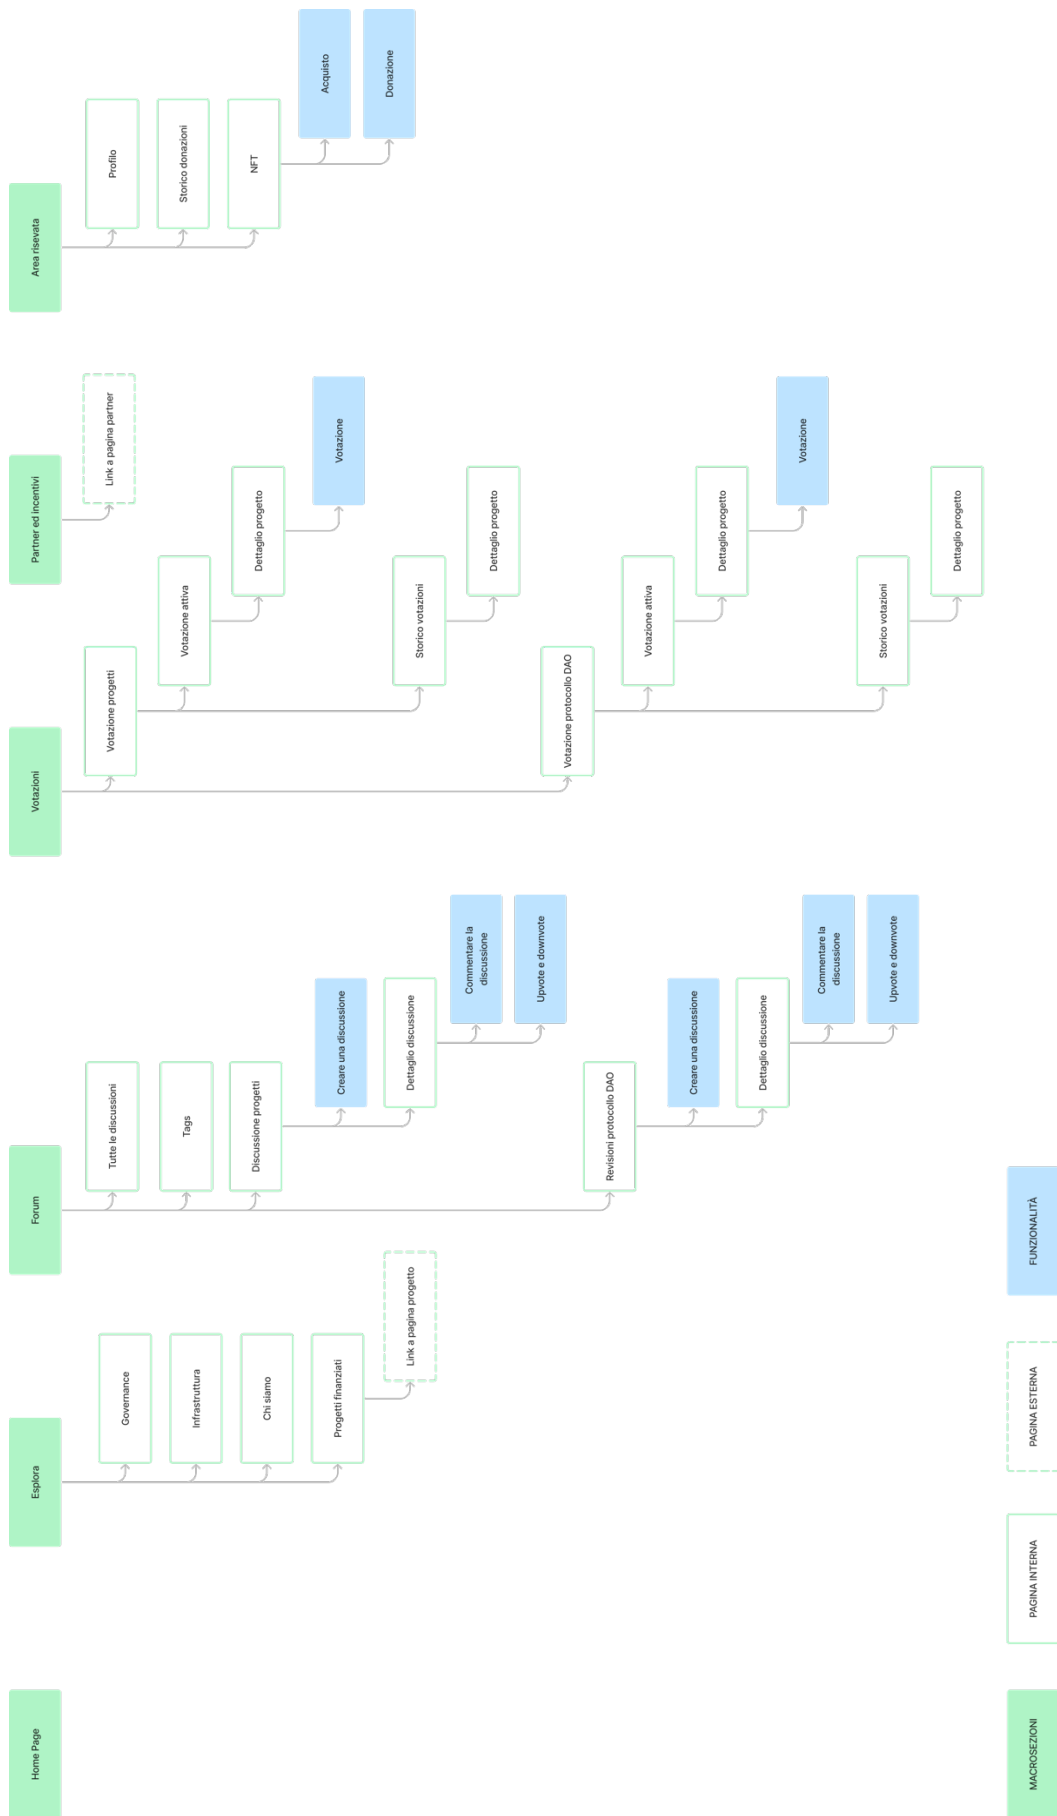 Home Page
Esplora
Governance
Infrastruttura
Chi siamo
Progetti finanziati
Link a pagina progetto
Forum
Tutte le discussioni
Tags
Discussione progetti
Creare una discussione
Dettaglio discussione
Commentare la
discussione
Upvote e downvote
Revisioni protocollo DAO
Creare una discussione
Dettaglio discussione
Commentare la
discussione
Upvote e downvote
Votazioni
Votazione progetti
Votazione attiva
Dettaglio progetto
Votazione
Storico votazioni
Dettaglio progetto
Votazione protocollo DAO
Votazione attiva
Dettaglio progetto
Votazione
Storico votazioni
Dettaglio progetto
Partner ed incentivi
Link a pagina partner
Area risevata
Profilo
Storico donazioni
NFT
Acquisto
Donazione
MACROSEZIONI
PAGINA INTERNA
PAGINA ESTERNA
FUNZIONALITÀ